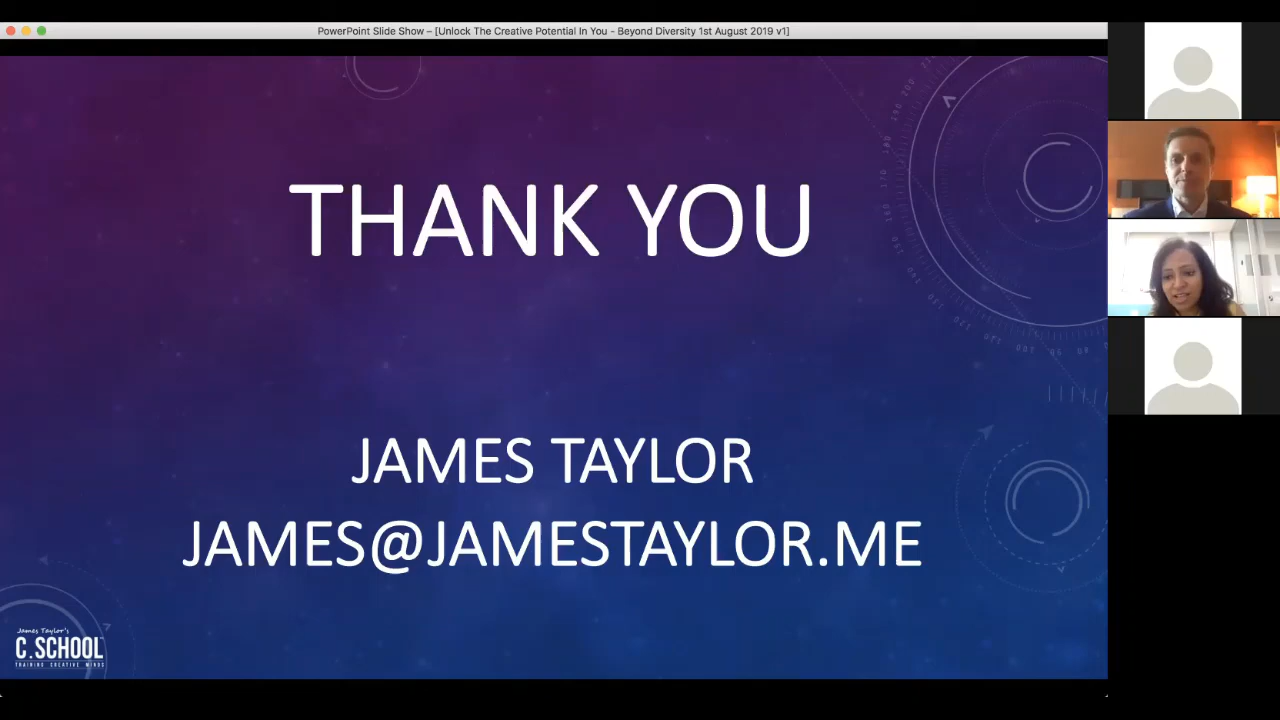 PowerPoint Slide Show – [Unlock The Creative Potential In You - Beyond Diversity 1st August 2019 v1]
THANK YOU
JAMES TAYLOR
JAMES@JAMESTAYLOR.ME
James Taylor's
C.SCHOOL
TRAINING CREATIVE MINDS